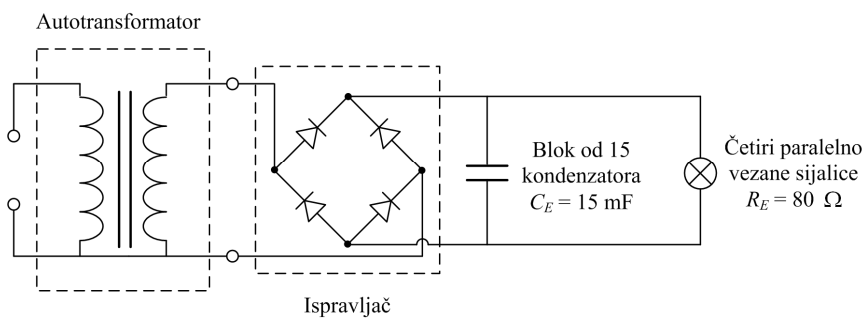 Autotransformator
Blok od 15
kondenzatora
C_E = 15 mF
Četiri paralelno
vezane sijalice
R_E = 80 Ω
Ispravljač